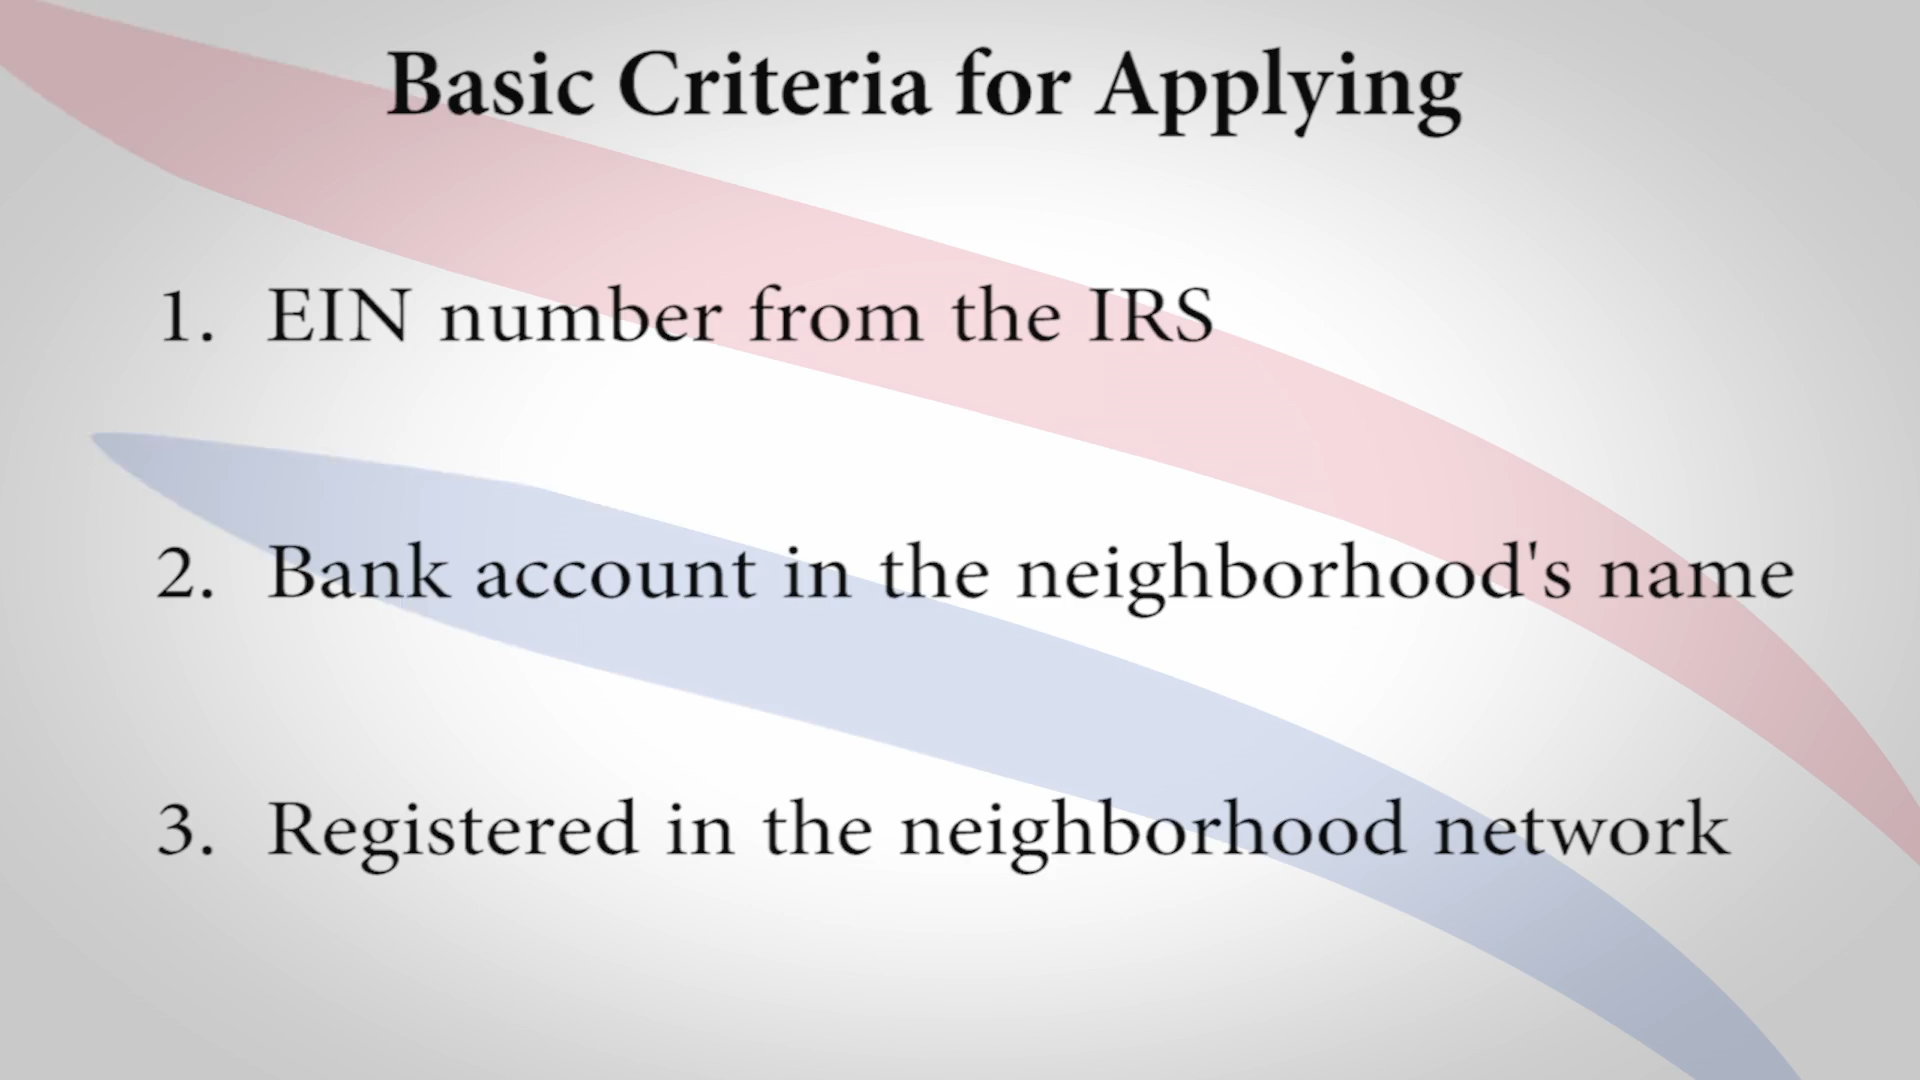 Basic Criteria for Applying
1. EIN number from the IRS
2. Bank account in the neighborhood's name
3. Registered in the neighborhood network